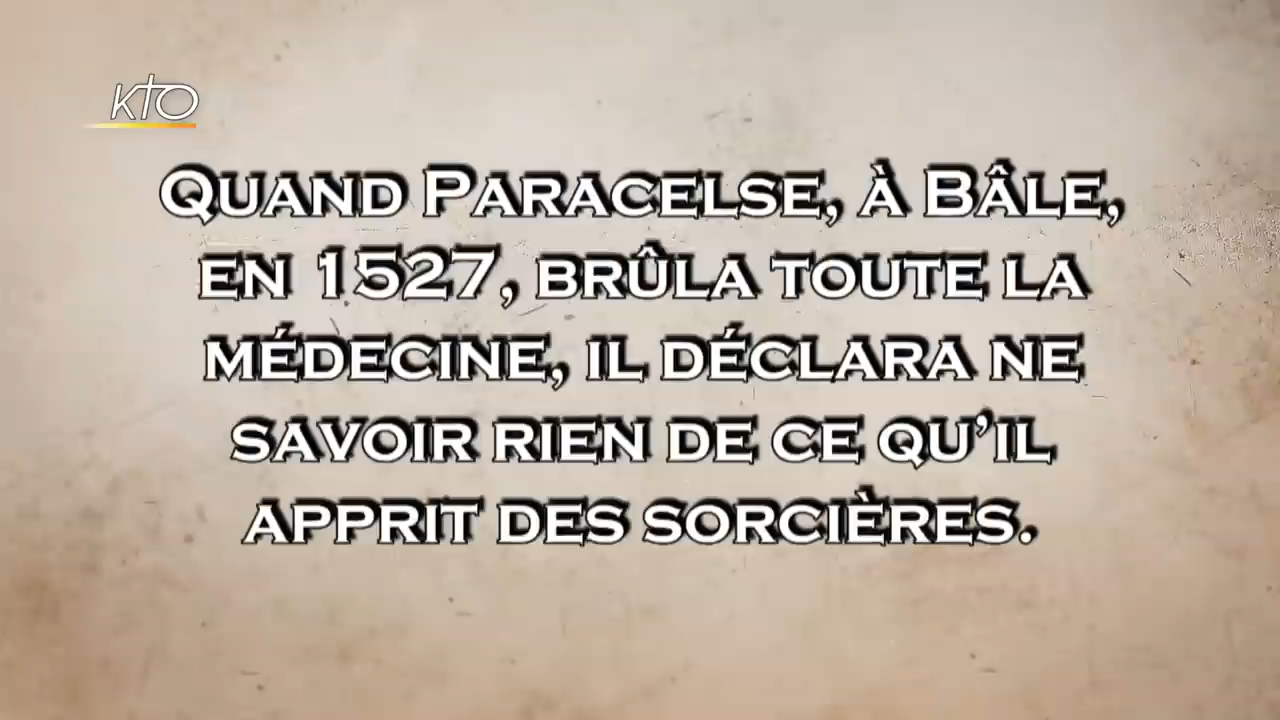 KTO
Quand Paracelse, à Bâle,
en 1527, brûla toute la
médecine, il déclara ne
savoir rien de ce qu’il
apprit des sorcières.